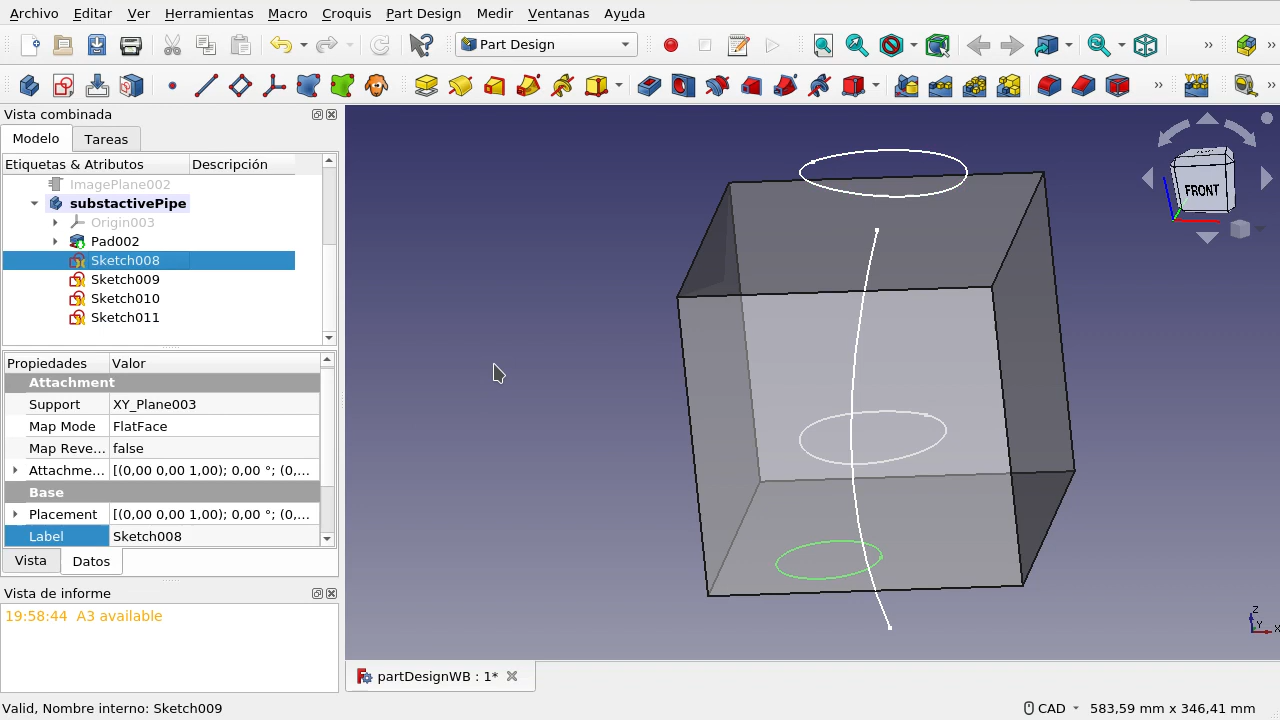 Archivo Editar Ver Herramientas Macro Croquis Part Design Medir Ventanas Ayuda
Part Design
Vista combinada
Modelo Tareas
Etiquetas & Atributos Descripción
ImagePlane002
substactivePipe
Origin003
Pad002
Sketch008
Sketch009
Sketch010
Sketch011
Propiedades Valor
Attachment
Support XY_Plane003
Map Mode FlatFace
Map Reve... false
Attachme... [(0,00 0,00 1,00); 0,00 °; (0,...
Base
Placement [(0,00 0,00 1,00); 0,00 °; (0,...
Label Sketch008
Vista Datos
Vista de informe
19:58:44 A3 available
FRONT
Z
Y
X
partDesignWB : 1*
Valid, Nombre interno: Sketch009
CAD 583,59 mm x 346,41 mm